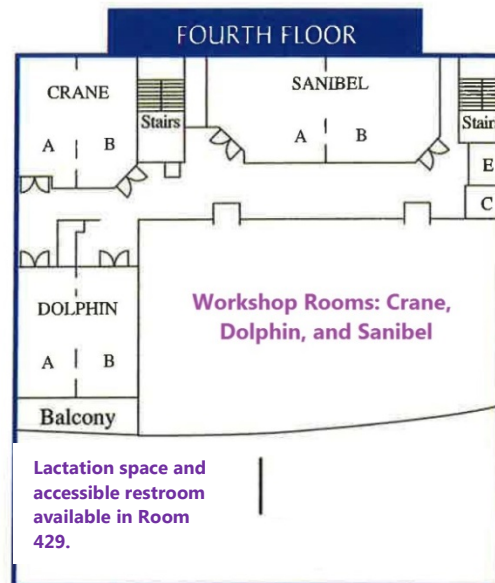 FOURTH FLOOR
CRANE
A B
Stairs
SANIBEL
A B
Stair
E
C
DOLPHIN
A B
Balcony
Workshop Rooms: Crane,
Dolphin, and Sanibel
Lactation space and
accessible restroom
available in Room
429.